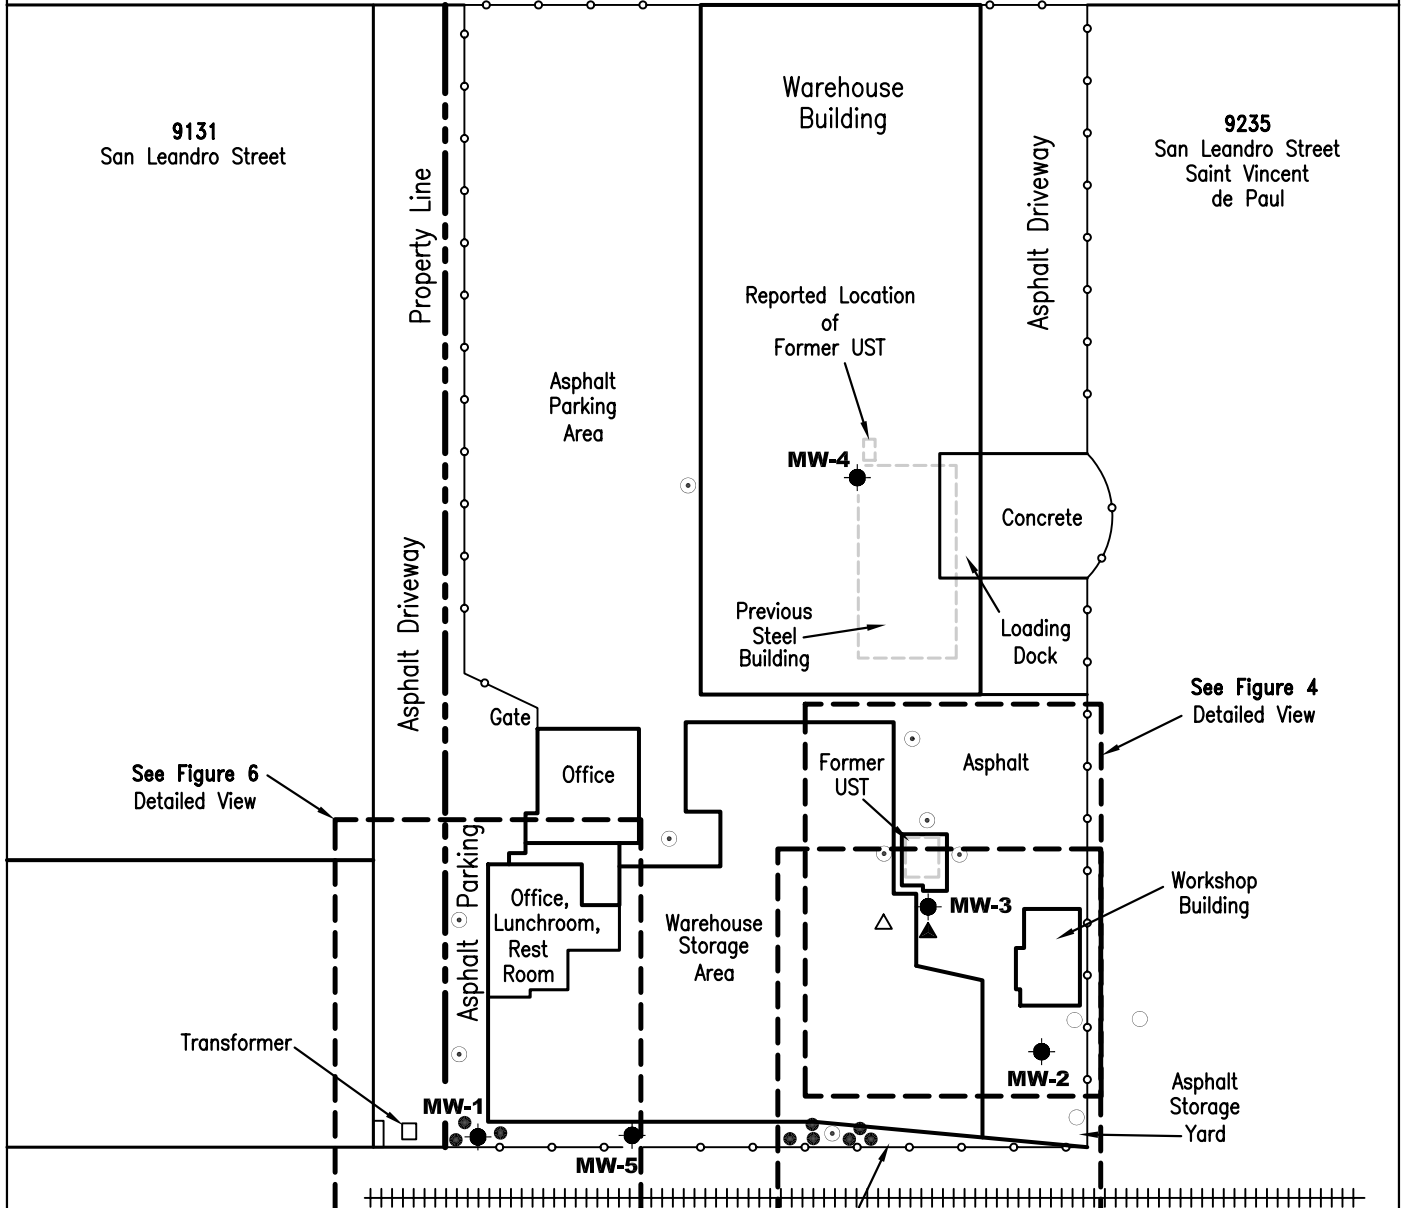 Warehouse
Building
9131
San Leandro Street
9235
San Leandro Street
Saint Vincent
de Paul
Property Line
Asphalt Driveway
Reported Location
of
Former UST
Asphalt
Parking
Area
MW-4
Concrete
Asphalt Driveway
Previous
Steel
Building
Loading
Dock
See Figure 4
Detailed View
Gate
Office
Former
UST
Asphalt
See Figure 6
Detailed View
Asphalt Parking
Office,
Lunchroom,
Rest
Room
Warehouse
Storage
Area
MW-3
Workshop
Building
Transformer
MW-2
MW-1
Asphalt
Storage
Yard
MW-5